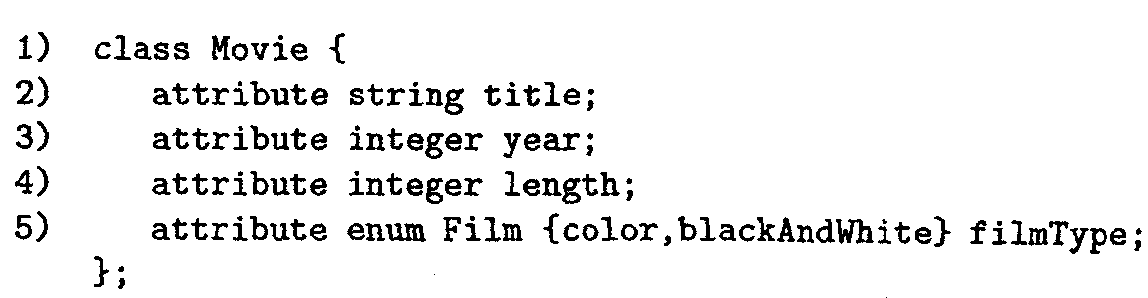 1) class Movie {
2) attribute string title;
3) attribute integer year;
4) attribute integer length;
5) attribute enum Film {color,blackAndWhite} filmType;
};